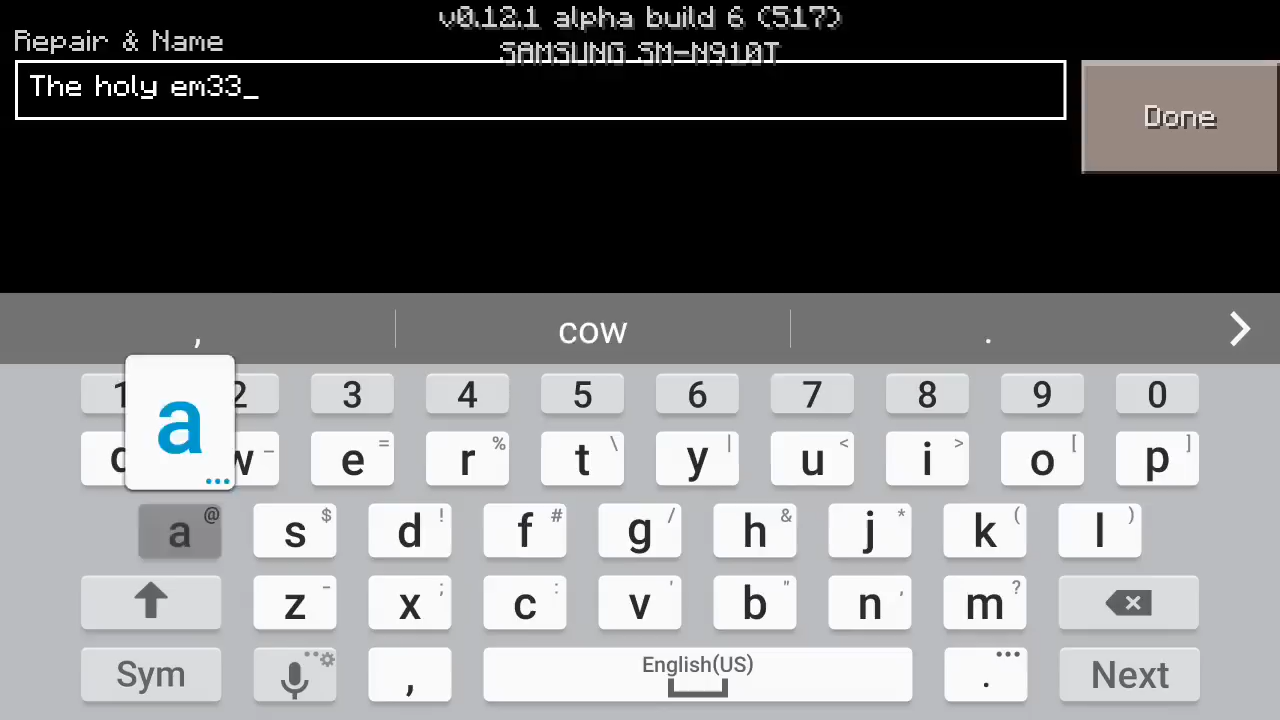 v0.12.1 alpha build 6 (517)
Repair & Name
SAMSUNG SM-N910T
The holy em33_
Done
, cow .
1 2 3 4 5 6 7 8 9 0
a ...
q w – e = r % t \ y | u < i > o [ p ]
a @ s $ d ! f # g / h & j * k ( l )
z - x ; c : v ' b " n , m ?
Sym , English(US) . ... Next